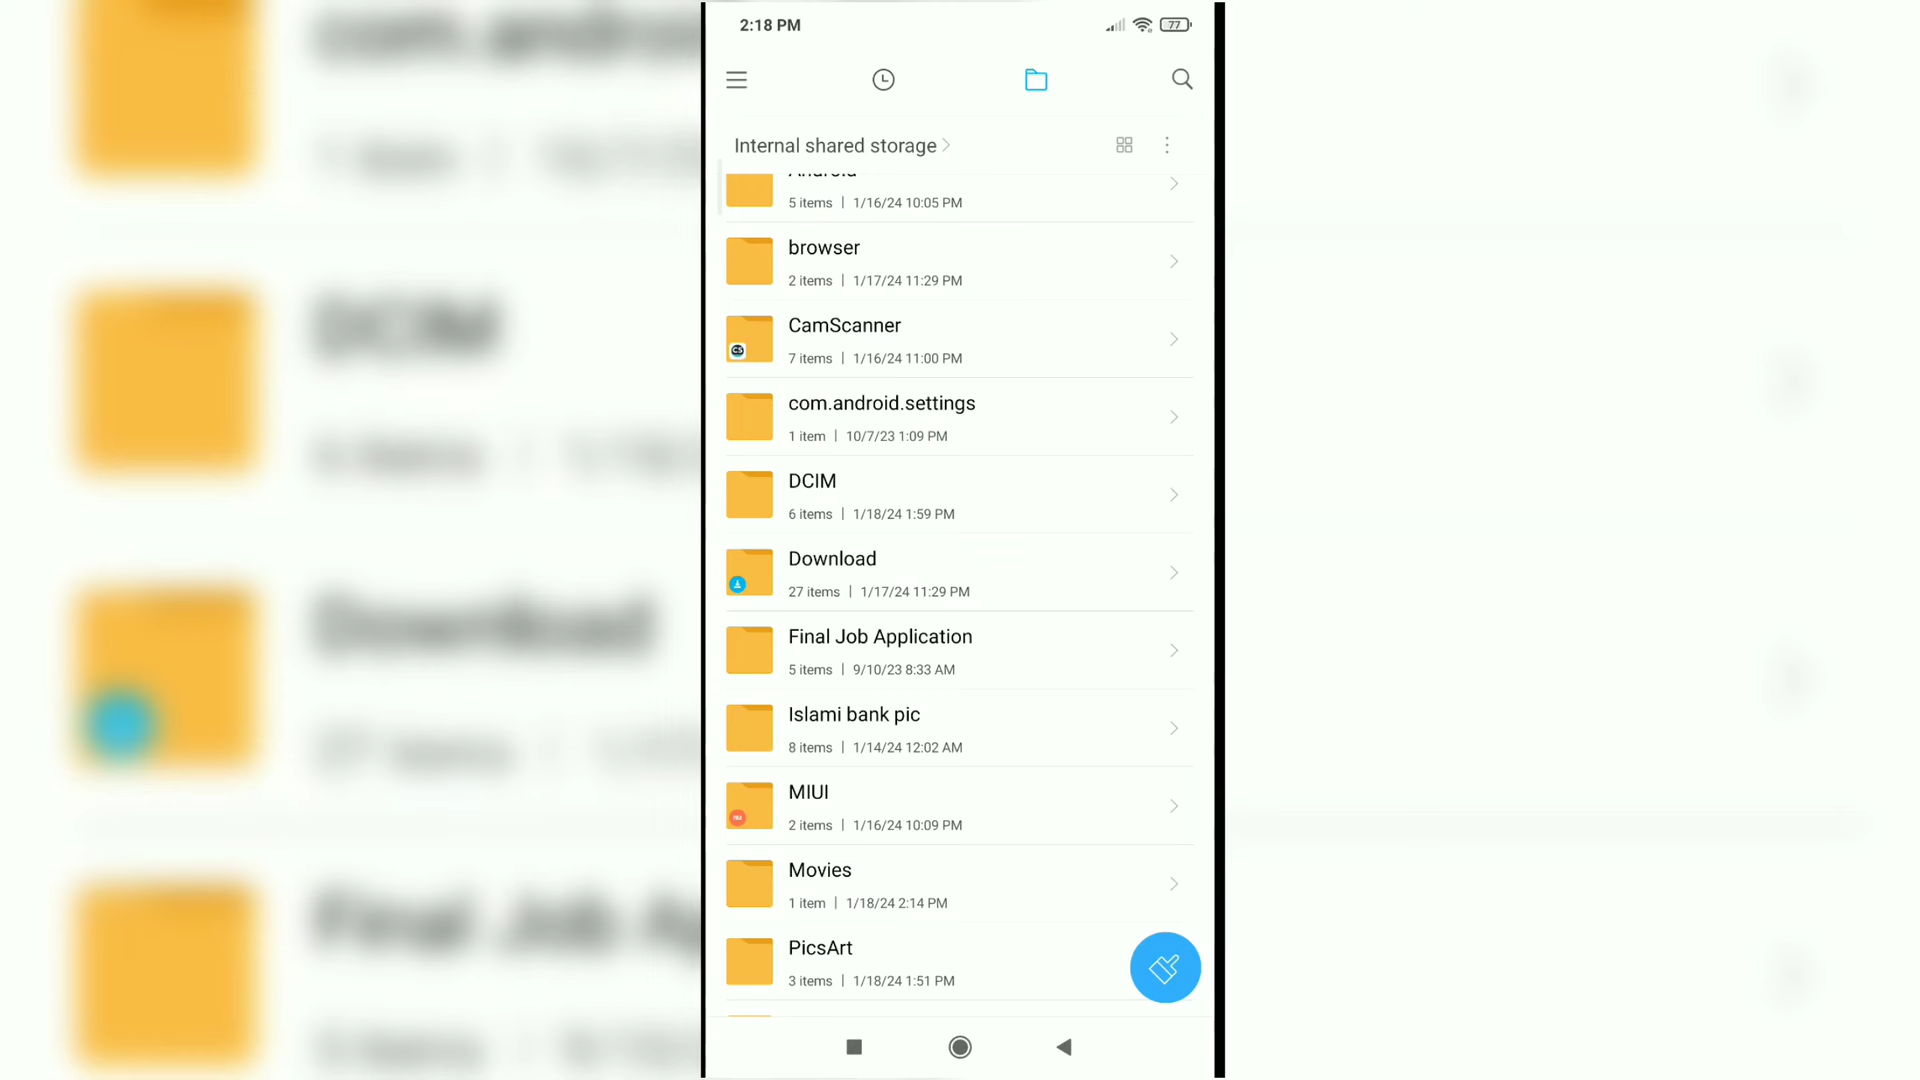 2:18 PM
77
Internal shared storage
Android
5 items | 1/16/24 10:05 PM
browser
2 items | 1/17/24 11:29 PM
CamScanner
CS
7 items | 1/16/24 11:00 PM
com.android.settings
1 item | 10/7/23 1:09 PM
DCIM
6 items | 1/18/24 1:59 PM
Download
27 items | 1/17/24 11:29 PM
Final Job Application
5 items | 9/10/23 8:33 AM
Islami bank pic
8 items | 1/14/24 12:02 AM
MIUI
2 items | 1/16/24 10:09 PM
Movies
1 item | 1/18/24 2:14 PM
PicsArt
3 items | 1/18/24 1:51 PM